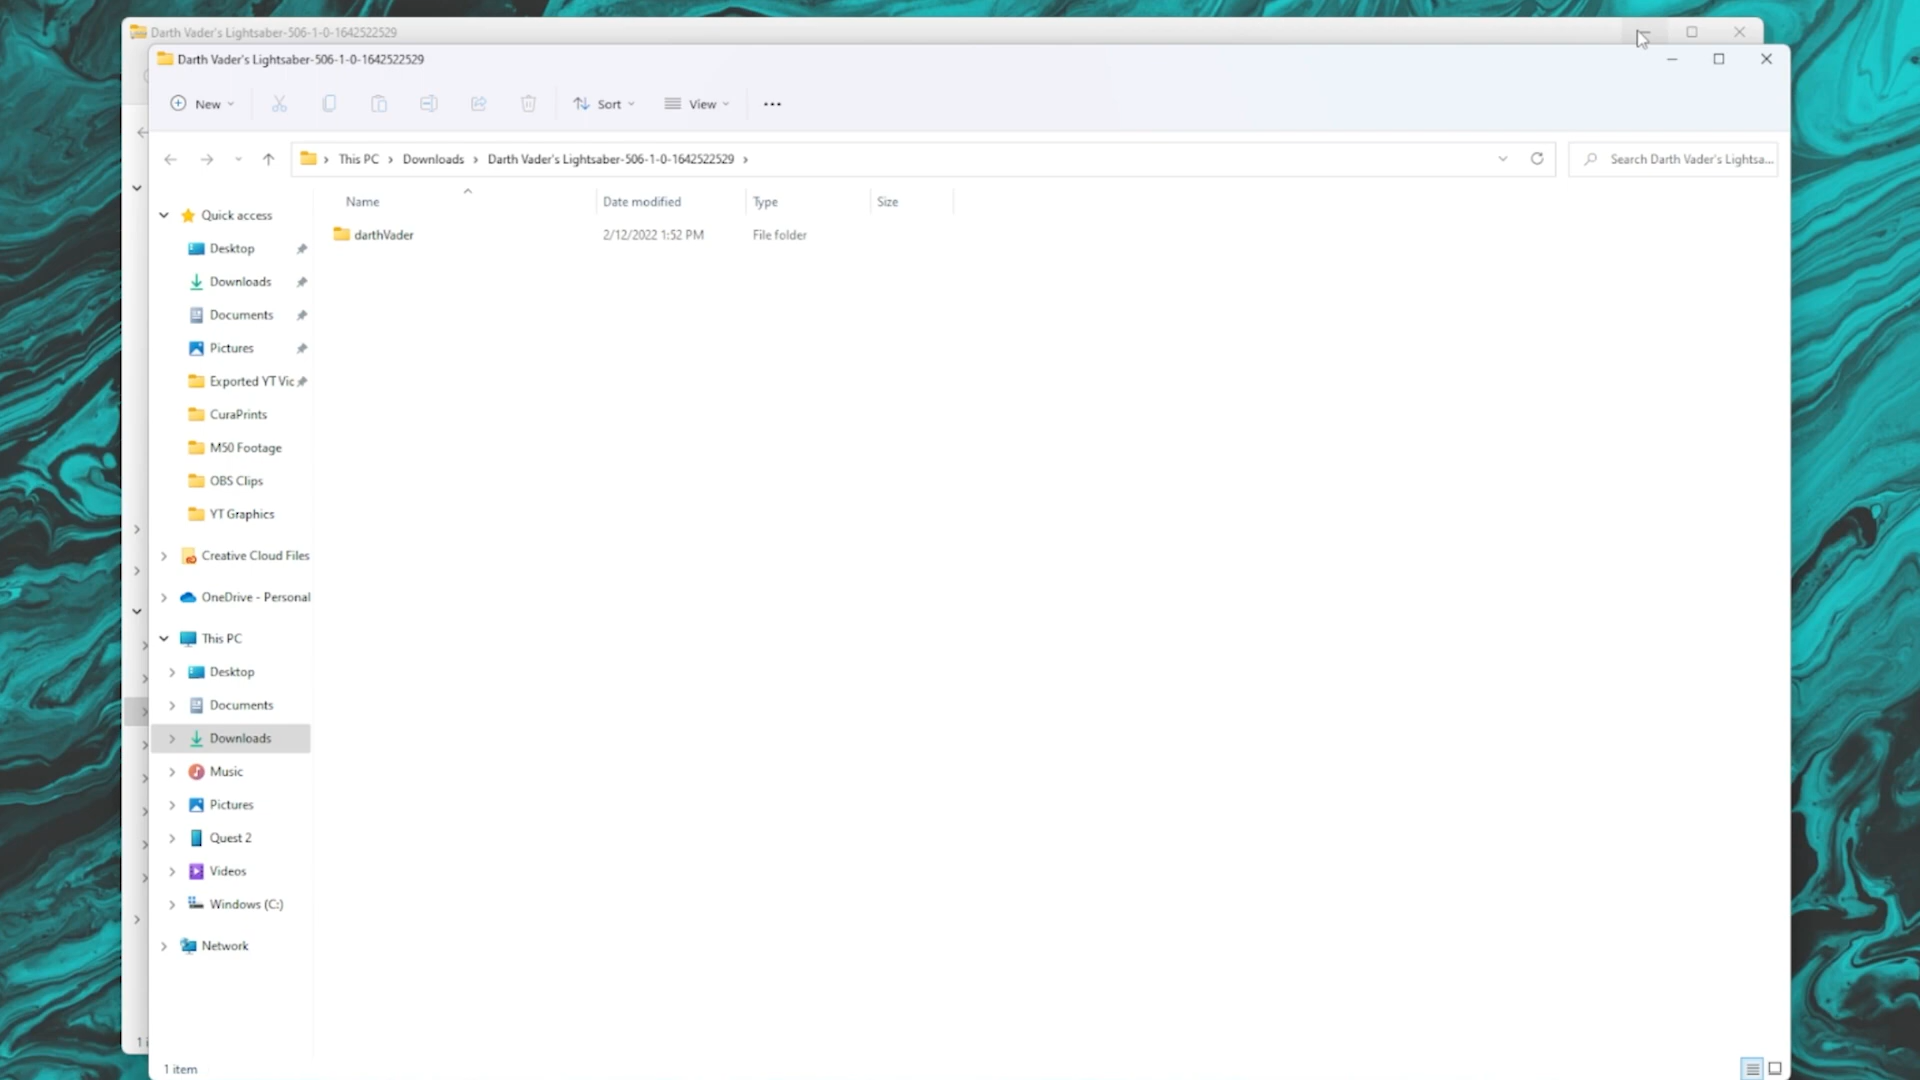 Darth Vader's Lightsaber-506-1-0-1642522529
Darth Vader's Lightsaber-506-1-0-1642522529
New Sort View
This PC Downloads Darth Vader's Lightsaber-506-1-0-1642522529 Search Darth Vader's Lightsa...
Name Date modified Type Size
darthVader 2/12/2022 1:52 PM File folder
Quick access
Desktop
Downloads
Documents
Pictures
Exported YT Vic
CuraPrints
M50 Footage
OBS Clips
YT Graphics
Creative Cloud Files
OneDrive - Personal
This PC
Desktop
Documents
Downloads
Music
Pictures
Quest 2
Videos
Windows (C:)
Network
1 i
1 item